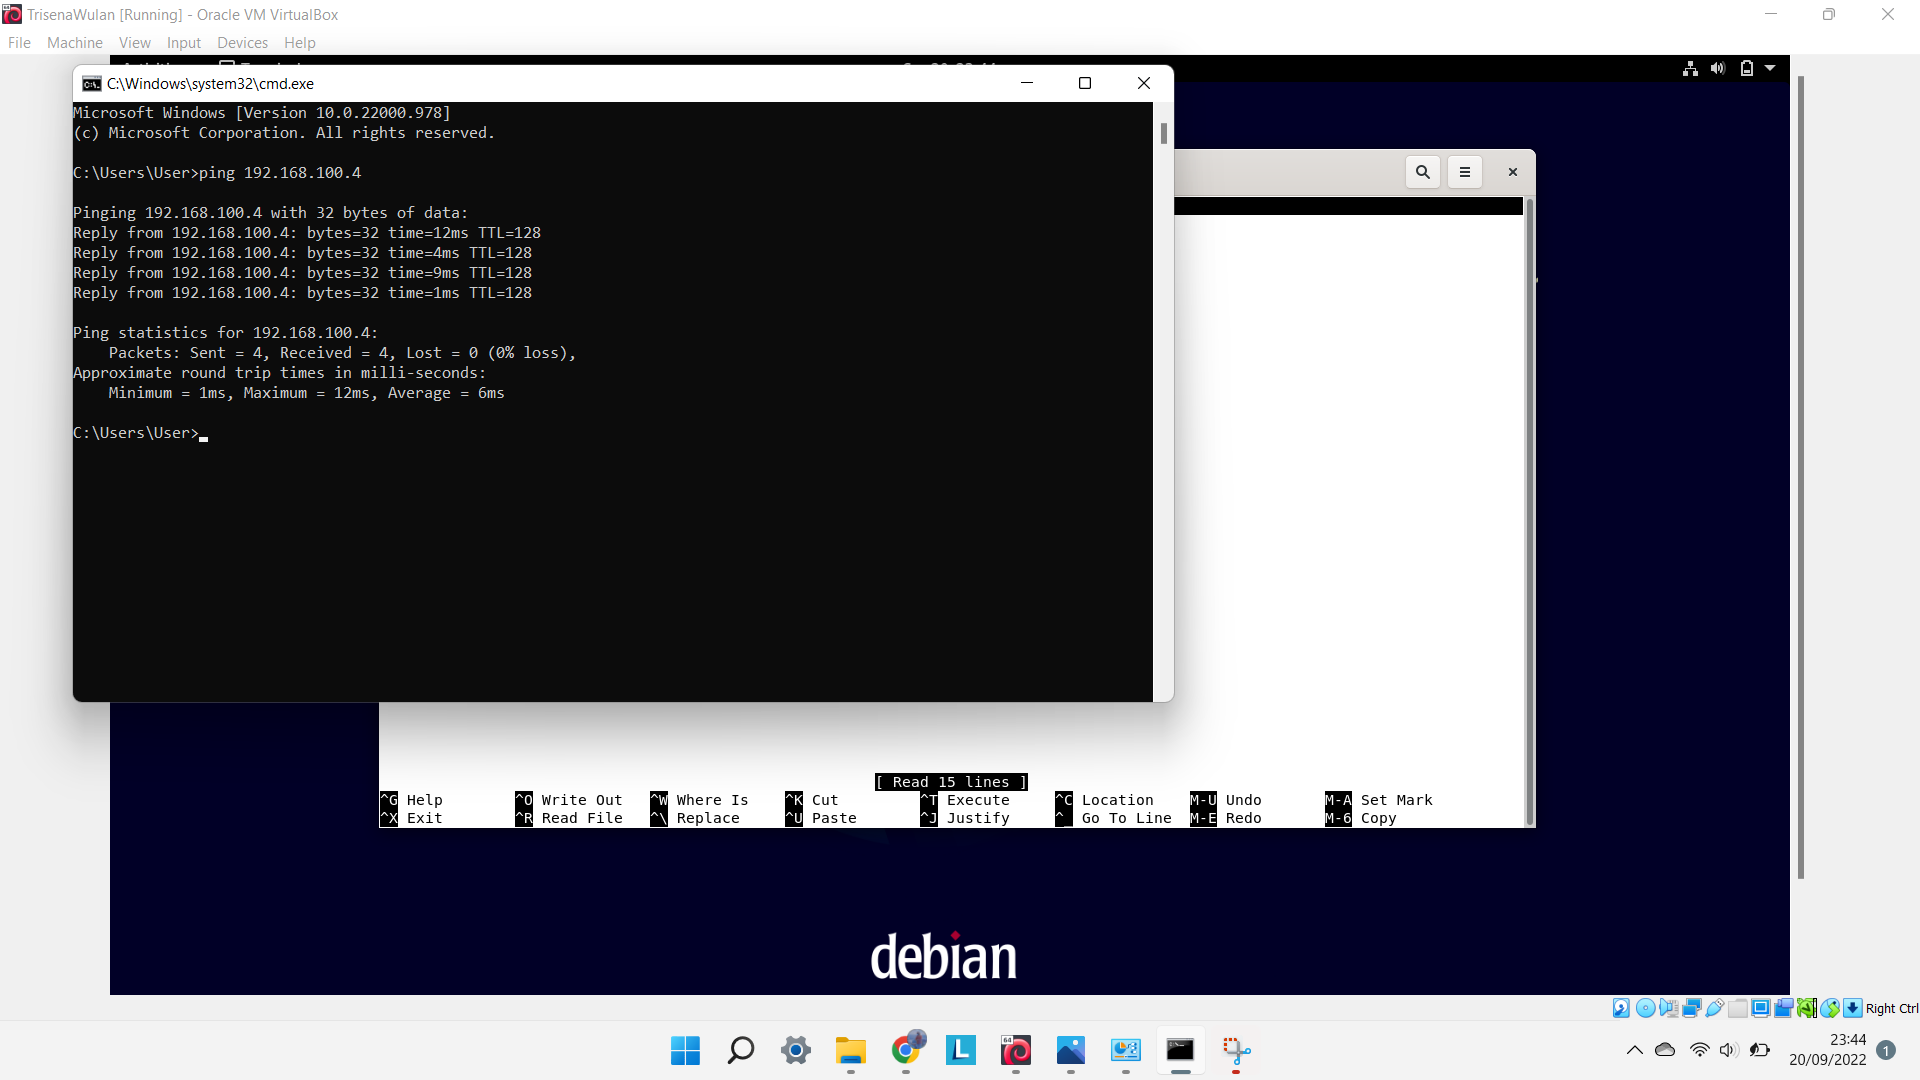 TrisenaWulan [Running] - Oracle VM VirtualBox
File Machine View Input Devices Help
C:\Windows\system32\cmd.exe
Microsoft Windows [Version 10.0.22000.978]
(c) Microsoft Corporation. All rights reserved.
C:\Users\User>ping 192.168.100.4
Pinging 192.168.100.4 with 32 bytes of data:
Reply from 192.168.100.4: bytes=32 time=12ms TTL=128
Reply from 192.168.100.4: bytes=32 time=4ms TTL=128
Reply from 192.168.100.4: bytes=32 time=9ms TTL=128
Reply from 192.168.100.4: bytes=32 time=1ms TTL=128
Ping statistics for 192.168.100.4:
Packets: Sent = 4, Received = 4, Lost = 0 (0% loss),
Approximate round trip times in milli-seconds:
Minimum = 1ms, Maximum = 12ms, Average = 6ms
C:\Users\User>
[ Read 15 lines ]
^G Help ^O Write Out ^W Where Is ^K Cut ^T Execute ^C Location M-U Undo M-A Set Mark
^X Exit ^R Read File ^\ Replace ^U Paste ^J Justify ^ Go To Line M-E Redo M-6 Copy
debian
Right Ctrl
64
L
23:44
20/09/2022
1